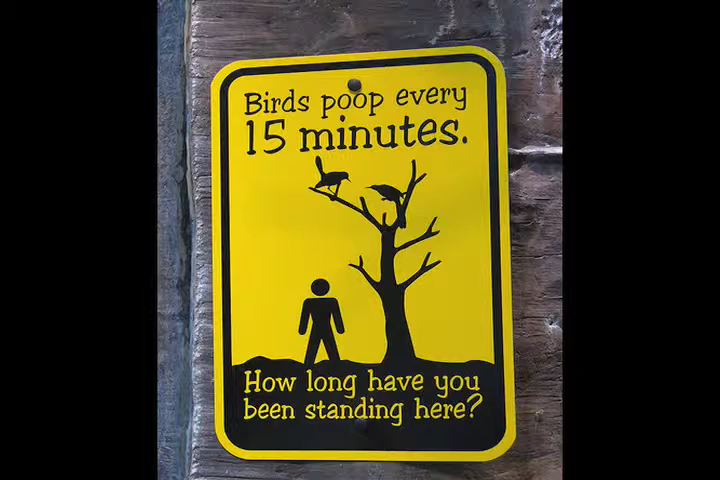 Birds poop every
15 minutes.
How long have you
been standing here?